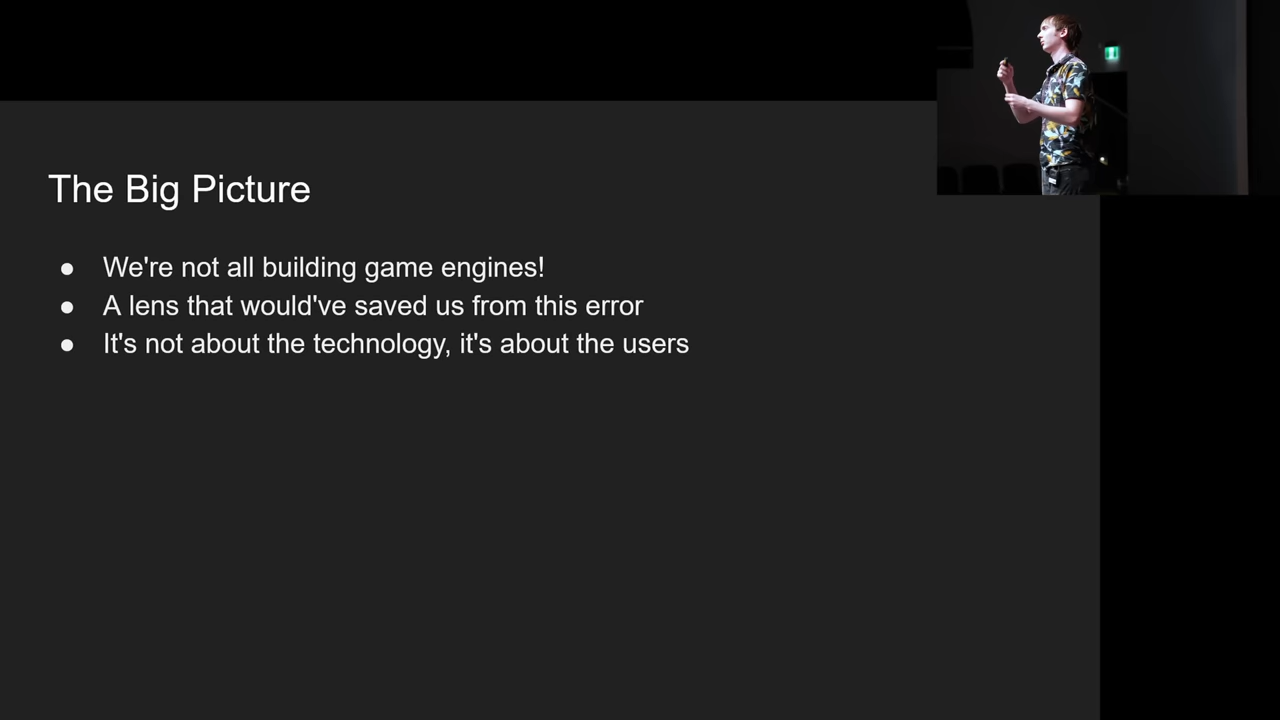 The Big Picture
● We're not all building game engines!
● A lens that would've saved us from this error
● It's not about the technology, it's about the users